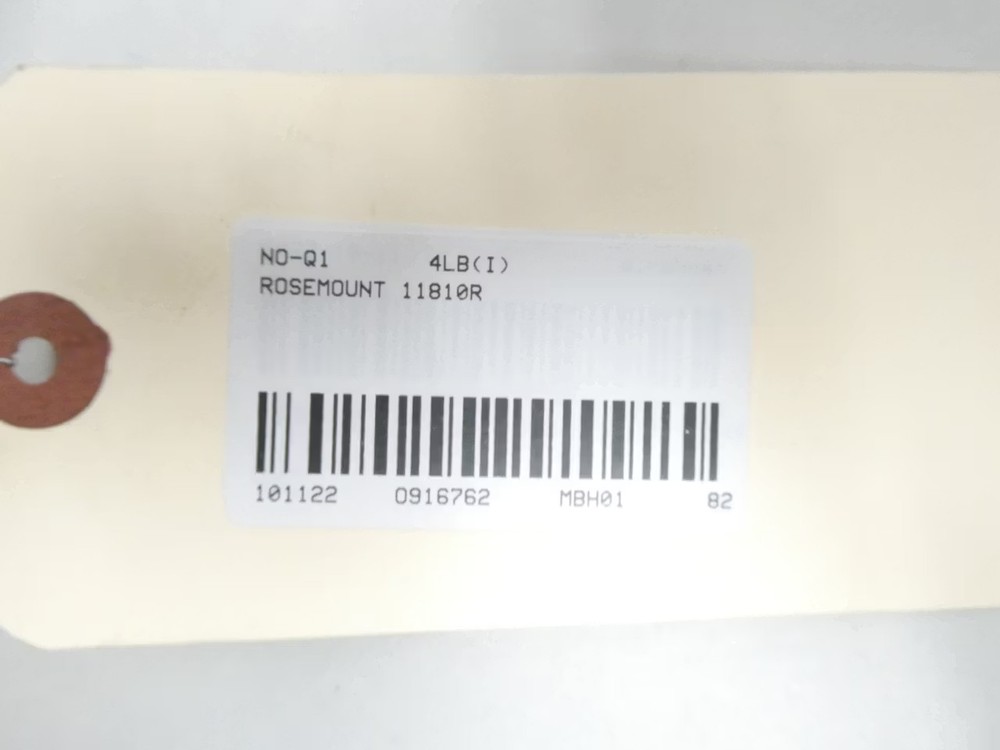 NO-Q1 4LB(I)
ROSEMOUNT 11810R
101122 0916762 MBH01 82